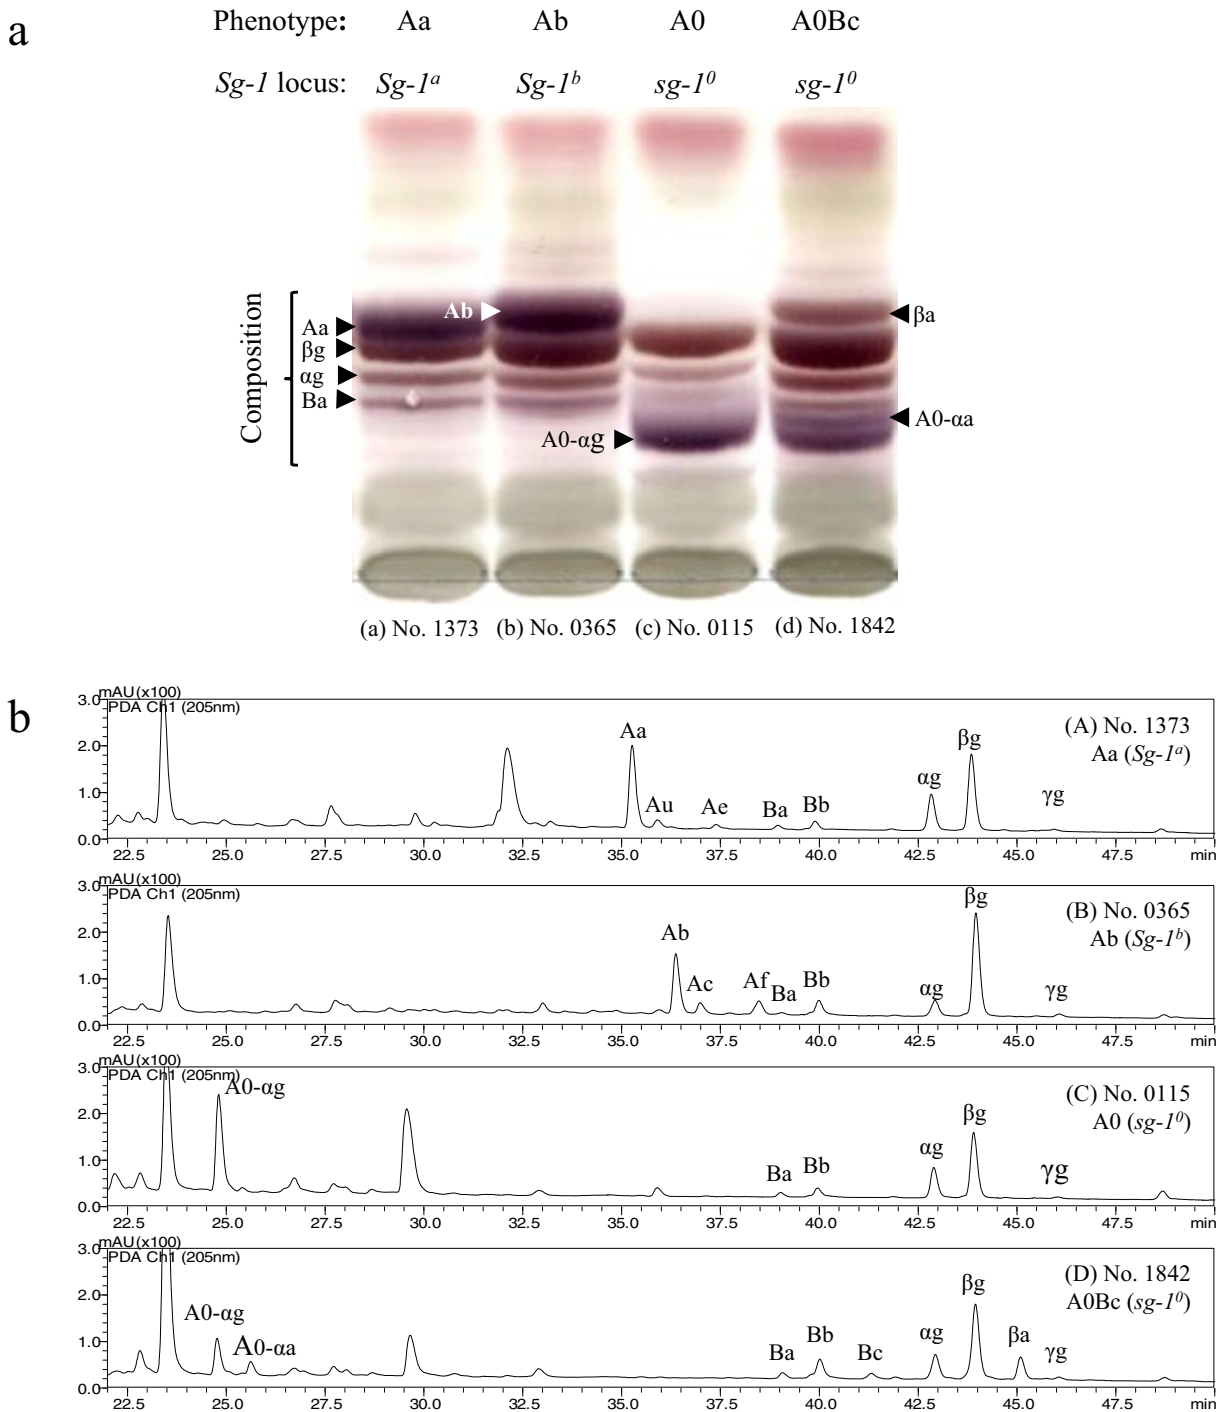 a
Phenotype: Aa Ab A0 A0Bc
Sg-1 locus: Sg-1ᵃ Sg-1ᵇ sg-1⁰ sg-1⁰
Composition
Ab
βa
Aa
βg
αg
Ba
A0-αa
A0-αg
(a) No. 1373 (b) No. 0365 (c) No. 0115 (d) No. 1842
b
mAU(x100)
PDA Ch1 (205nm)
3.0
2.0
1.0
0.0
(A) No. 1373
Aa (Sg-1ᵃ)
Aa Au Ae Ba Bb αg βg γg
22.5 25.0 27.5 30.0 32.5 35.0 37.5 40.0 42.5 45.0 47.5 min
mAU(x100)
PDA Ch1 (205nm)
3.0
2.0
1.0
0.0
(B) No. 0365
Ab (Sg-1ᵇ)
Ab Ac Af Ba Bb αg βg γg
22.5 25.0 27.5 30.0 32.5 35.0 37.5 40.0 42.5 45.0 47.5 min
mAU(x100)
PDA Ch1 (205nm)
3.0
2.0
1.0
0.0
(C) No. 0115
A0 (sg-1⁰)
A0-αg Ba Bb αg βg γg
22.5 25.0 27.5 30.0 32.5 35.0 37.5 40.0 42.5 45.0 47.5 min
mAU(x100)
PDA Ch1 (205nm)
3.0
2.0
1.0
0.0
(D) No. 1842
A0Bc (sg-1⁰)
A0-αg A0-αa Ba Bb Bc αg βg βa γg
22.5 25.0 27.5 30.0 32.5 35.0 37.5 40.0 42.5 45.0 47.5 min